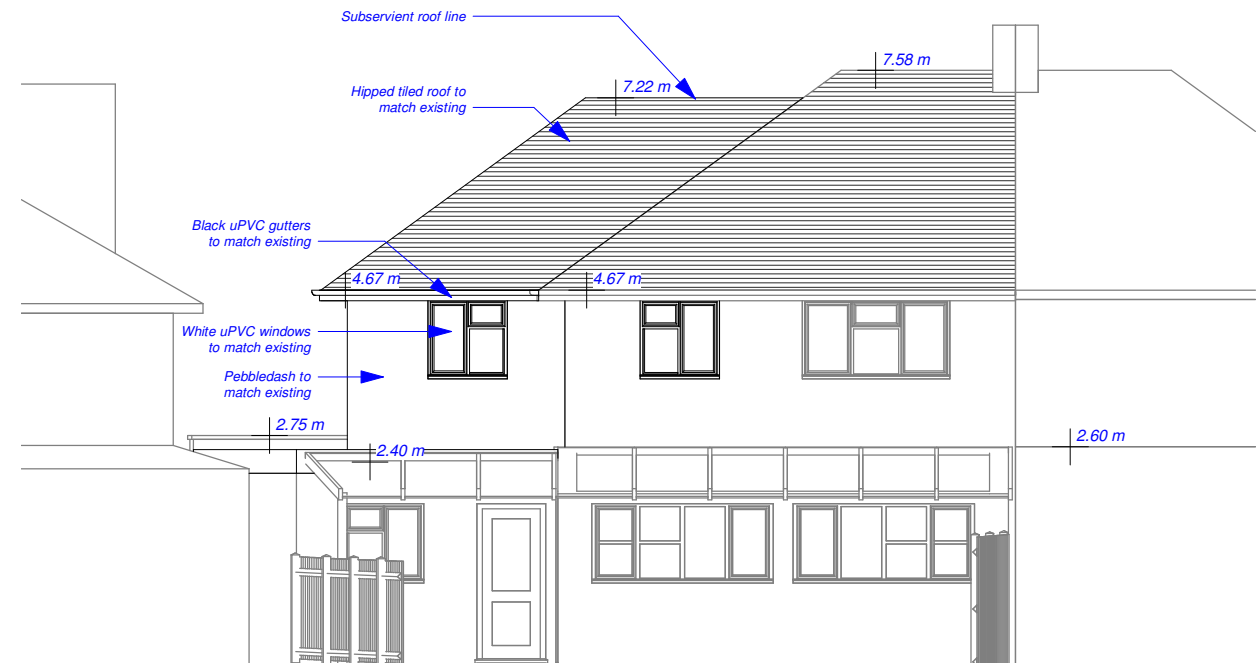 Subservient roof line
7.58 m
7.22 m
Hipped tiled roof to
match existing
Black uPVC gutters
to match existing
4.67 m
4.67 m
White uPVC windows
to match existing
Pebbledash to
match existing
2.75 m
2.40 m
2.60 m